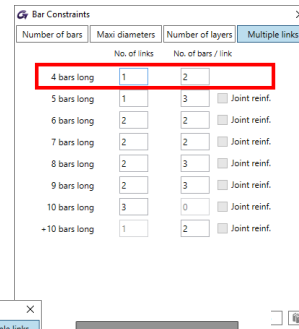 Bar Constraints
Number of bars Maxi diameters Number of layers Multiple links
No. of links No. of bars / link
4 bars long 1 2
5 bars long 1 3 Joint reinf.
6 bars long 2 2 Joint reinf.
7 bars long 2 2 Joint reinf.
8 bars long 2 3 Joint reinf.
9 bars long 2 3 Joint reinf.
10 bars long 3 0 Joint reinf.
+10 bars long 1 2 Joint reinf.